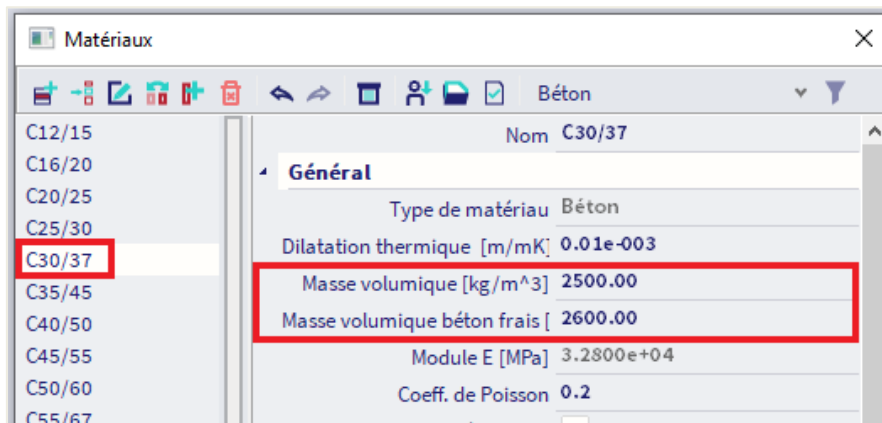 Matériaux
Béton
C12/15
C16/20
C20/25
C25/30
C30/37
C35/45
C40/50
C45/55
C50/60
C55/67
Nom C30/37
Général
Type de matériau Béton
Dilatation thermique [m/mK] 0.01e-003
Masse volumique [kg/m^3] 2500.00
Masse volumique béton frais [ 2600.00
Module E [MPa] 3.2800e+04
Coeff. de Poisson 0.2